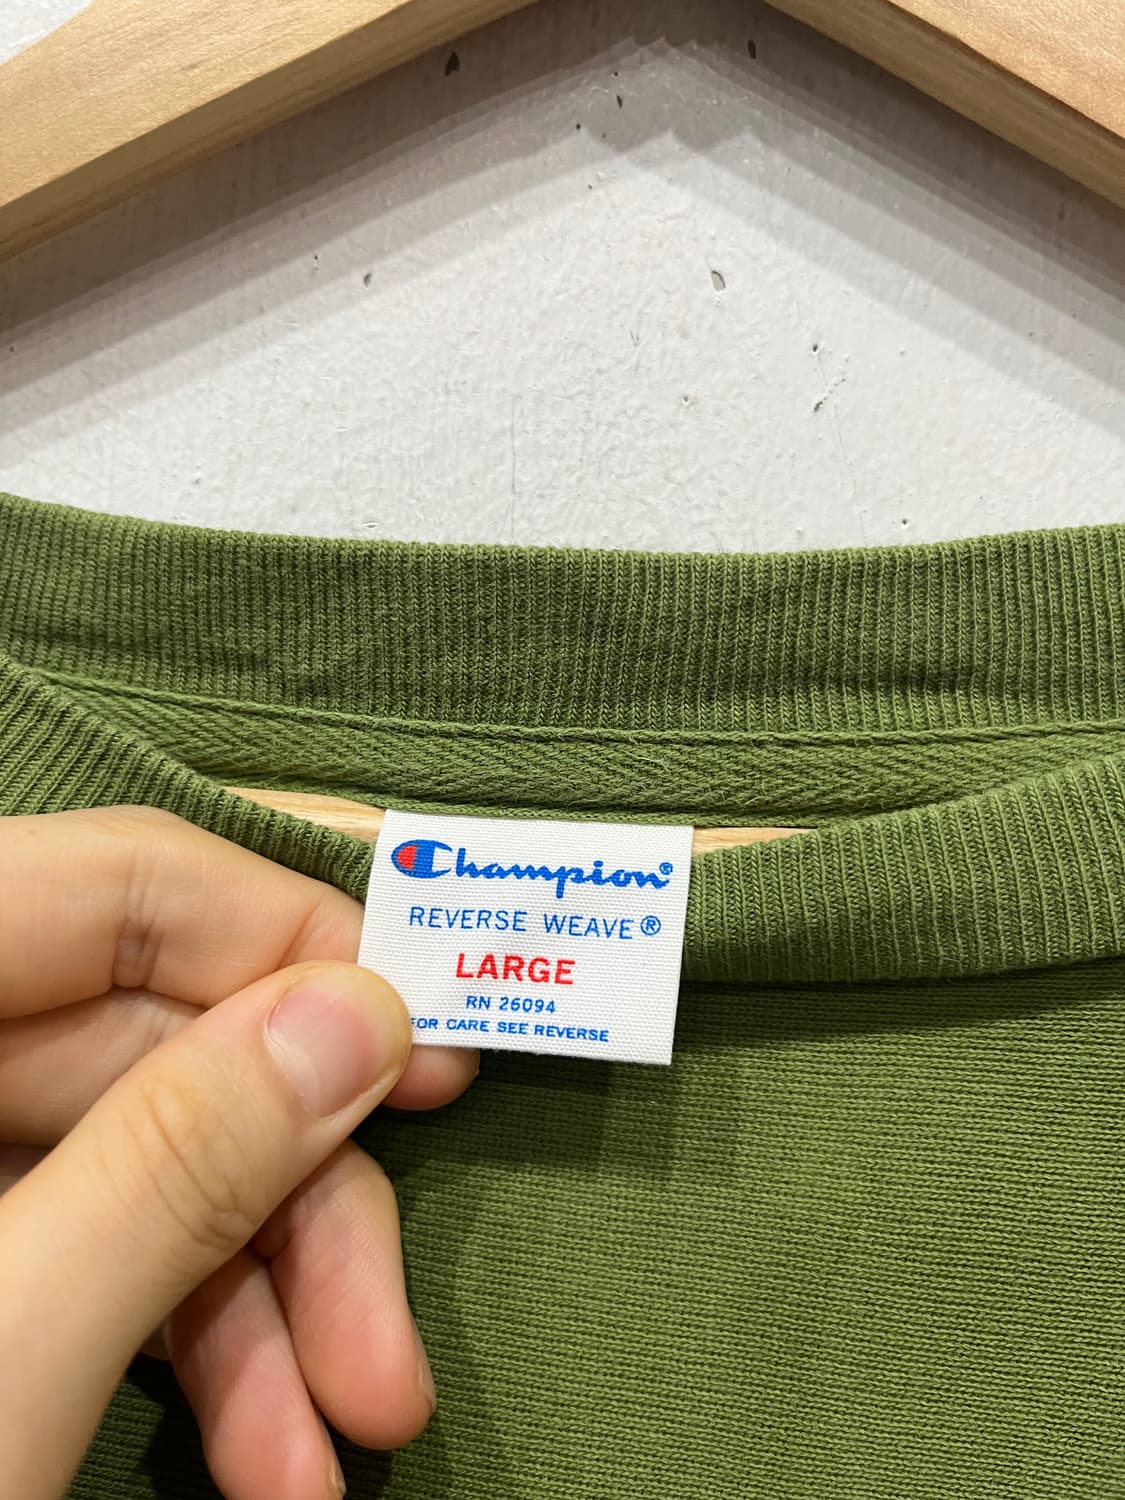 Champion®
REVERSE WEAVE®
LARGE
RN 26094
FOR CARE SEE REVERSE